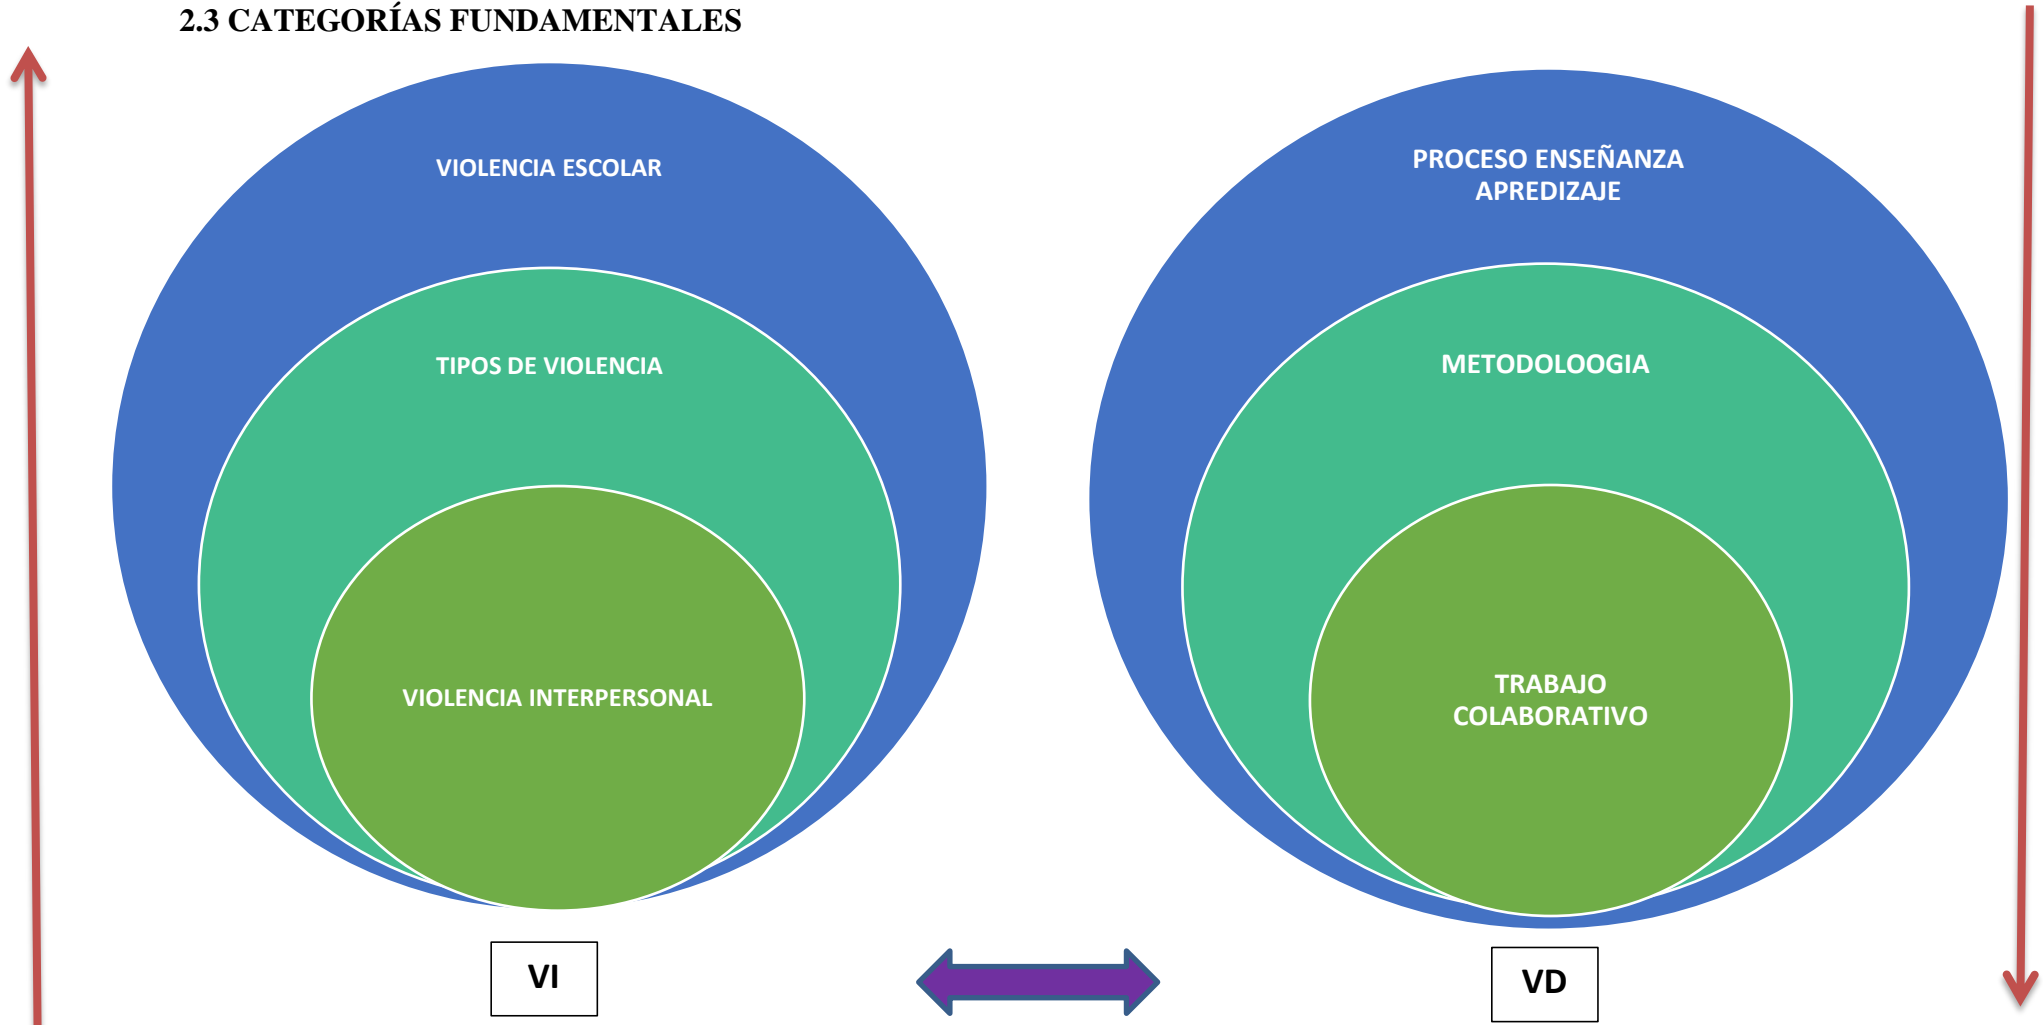 2.3 CATEGORÍAS FUNDAMENTALES
VIOLENCIA ESCOLAR
TIPOS DE VIOLENCIA
VIOLENCIA INTERPERSONAL
VI
PROCESO ENSEÑANZA
APREDIZAJE
METODOLOOGIA
TRABAJO
COLABORATIVO
VD